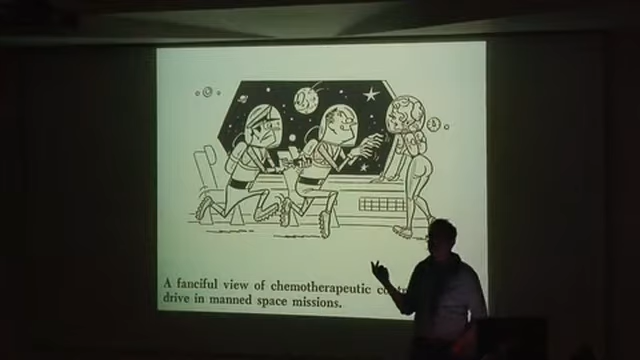 A fanciful view of chemotherapeutic
drive in manned space missions.